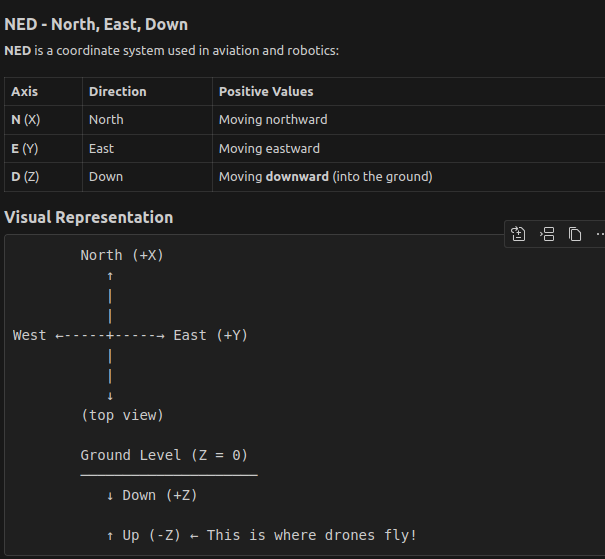 NED - North, East, Down
NED is a coordinate system used in aviation and robotics:
Axis Direction Positive Values
N (X) North Moving northward
E (Y) East Moving eastward
D (Z) Down Moving downward (into the ground)
Visual Representation
North (+X)
↑
|
|
West ←-----+-----→ East (+Y)
|
|
↓
(top view)
Ground Level (Z = 0)
─────────────────────
↓ Down (+Z)
↑ Up (-Z) ← This is where drones fly!